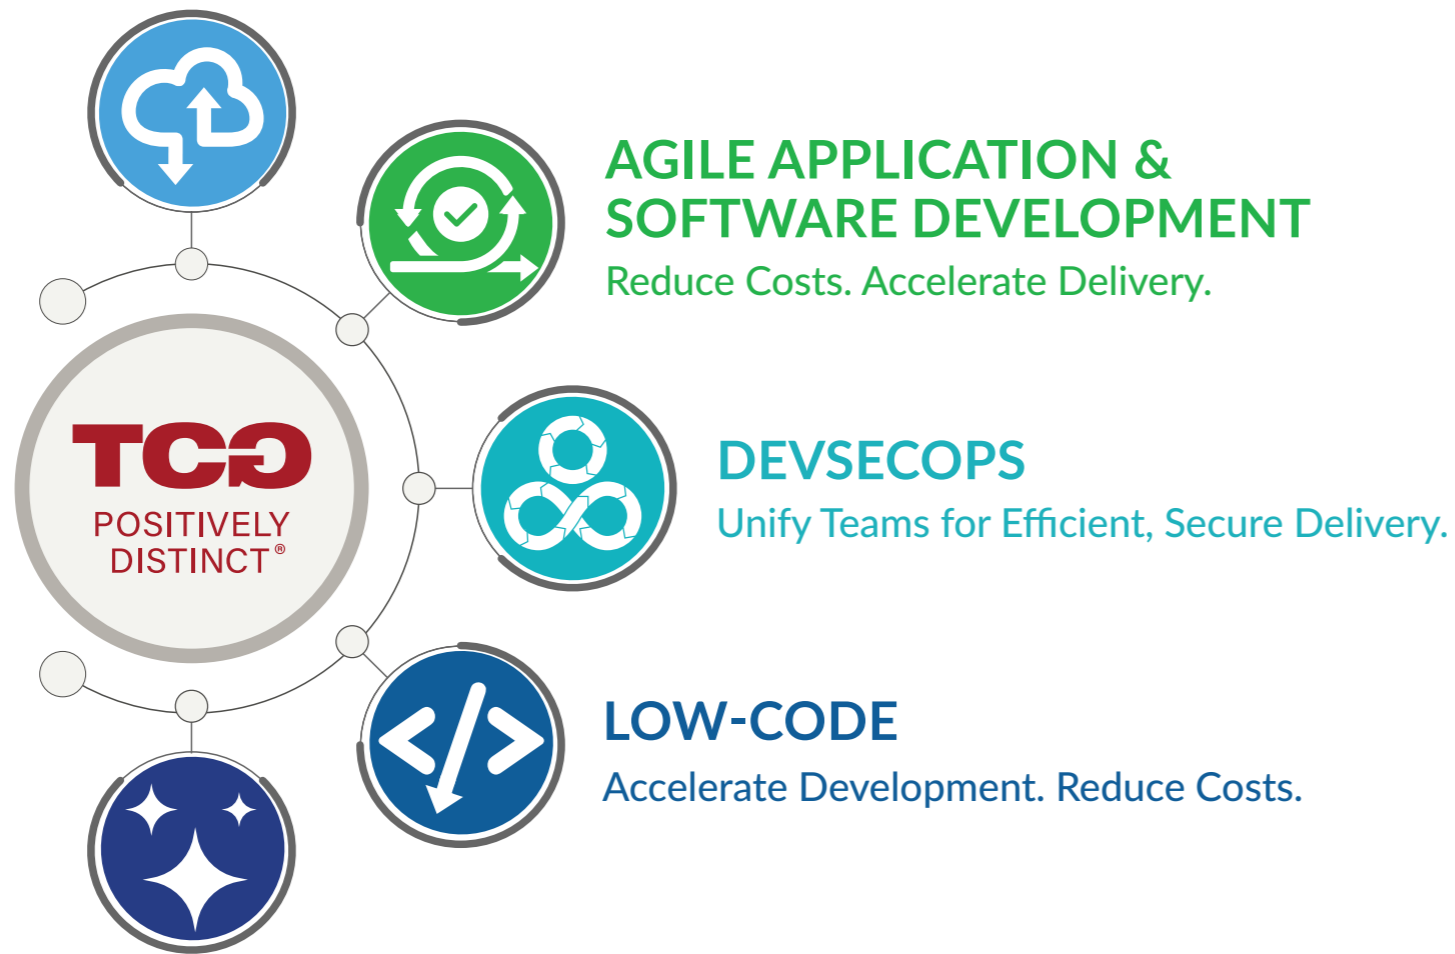 AGILE APPLICATION &
SOFTWARE DEVELOPMENT
Reduce Costs. Accelerate Delivery.
TCG
POSITIVELY
DISTINCT®
DEVSECOPS
Unify Teams for Efficient, Secure Delivery.
LOW-CODE
Accelerate Development. Reduce Costs.